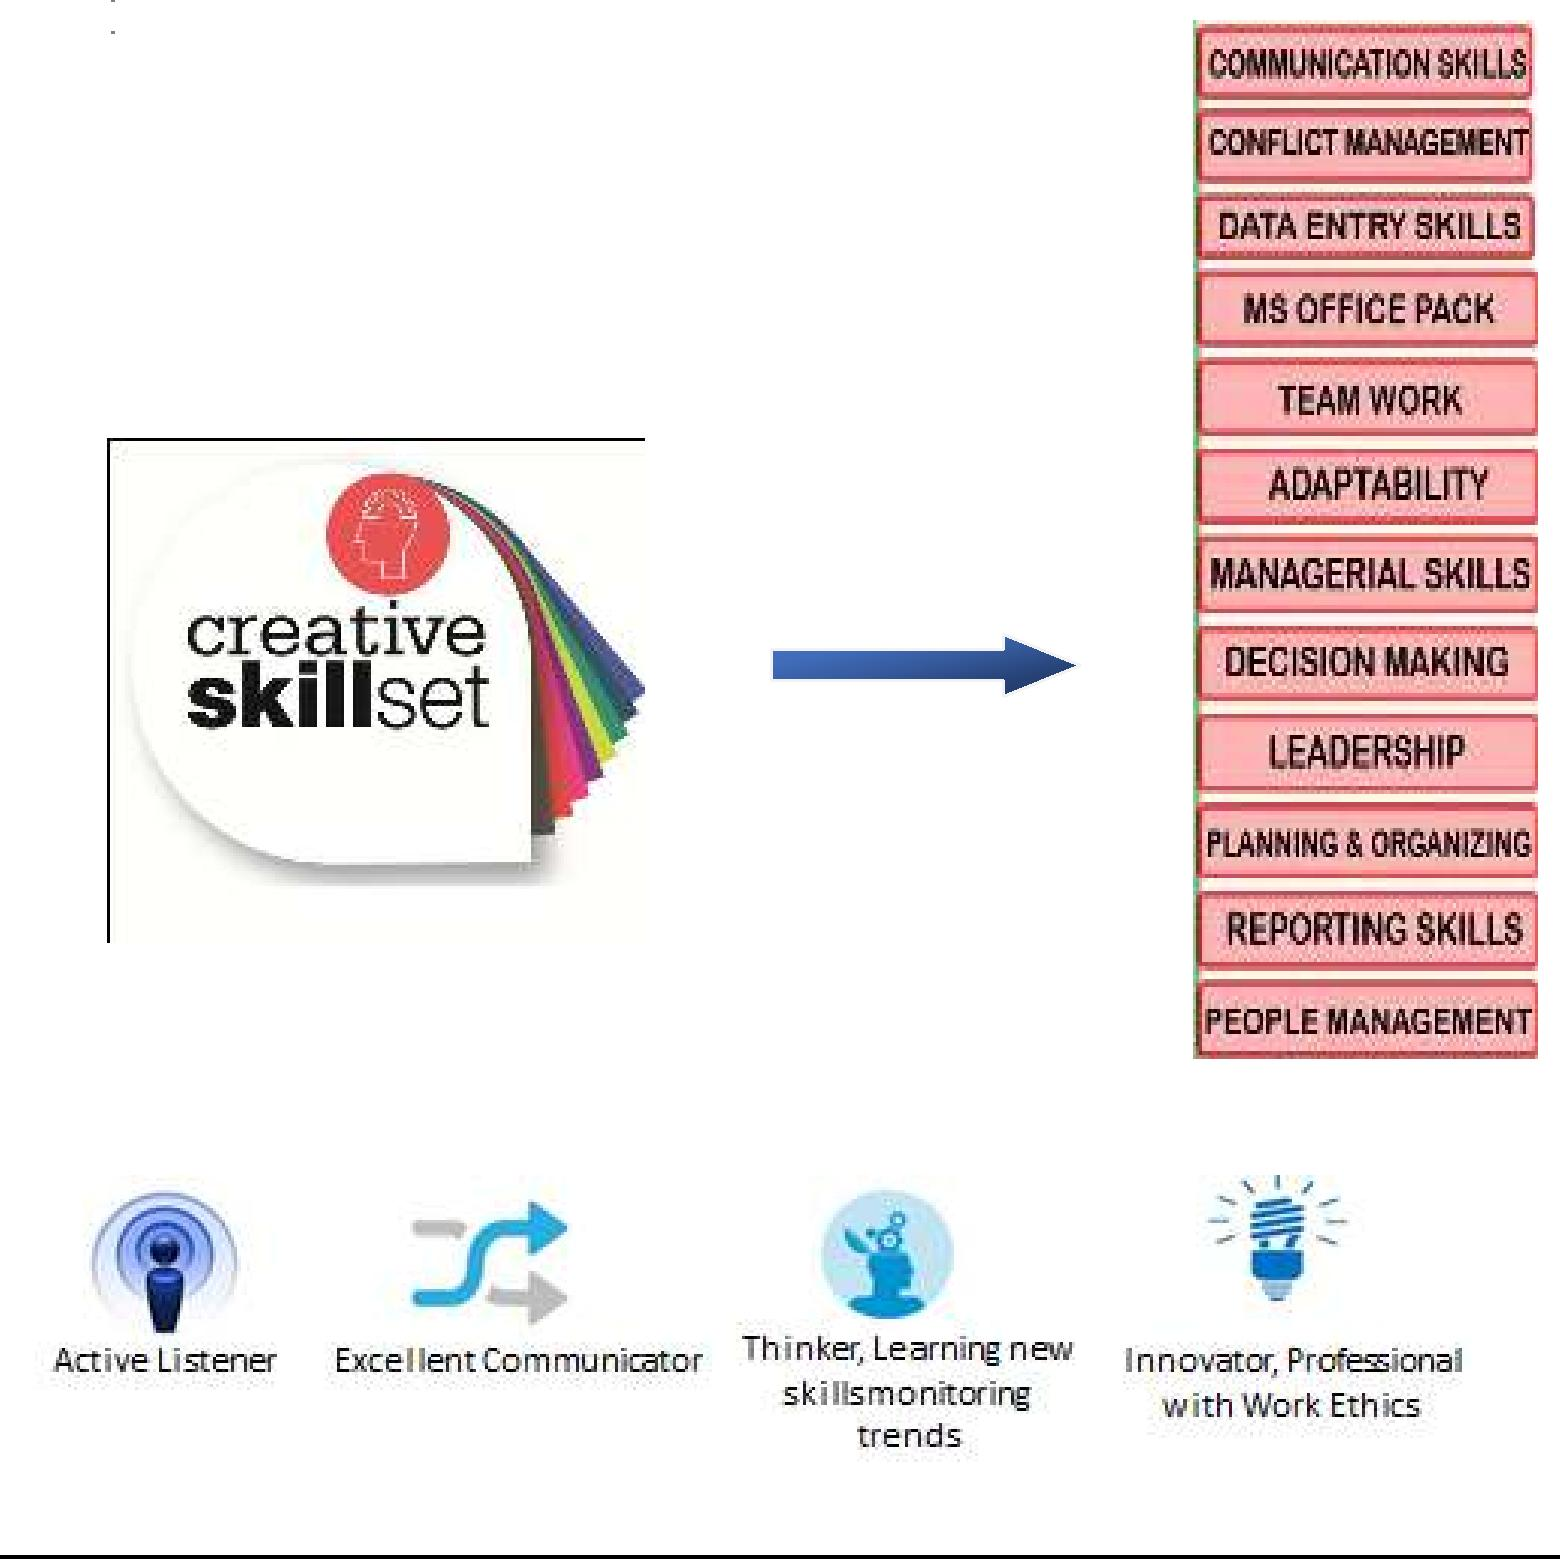 COMMUNICATION SKILLS
CONFLICT MANAGEMENT
DATA ENTRY SKILLS
MS OFFICE PACK
TEAM WORK
ADAPTABILITY
MANAGERIAL SKILLS
DECISION MAKING
LEADERSHIP
PLANNING & ORGANIZING
REPORTING SKILLS
PEOPLE MANAGEMENT
creative
skillset
Active Listener
Excellent Communicator
Thinker, Learning new
skillsmonitoring
trends
Innovator, Professional
with Work Ethics